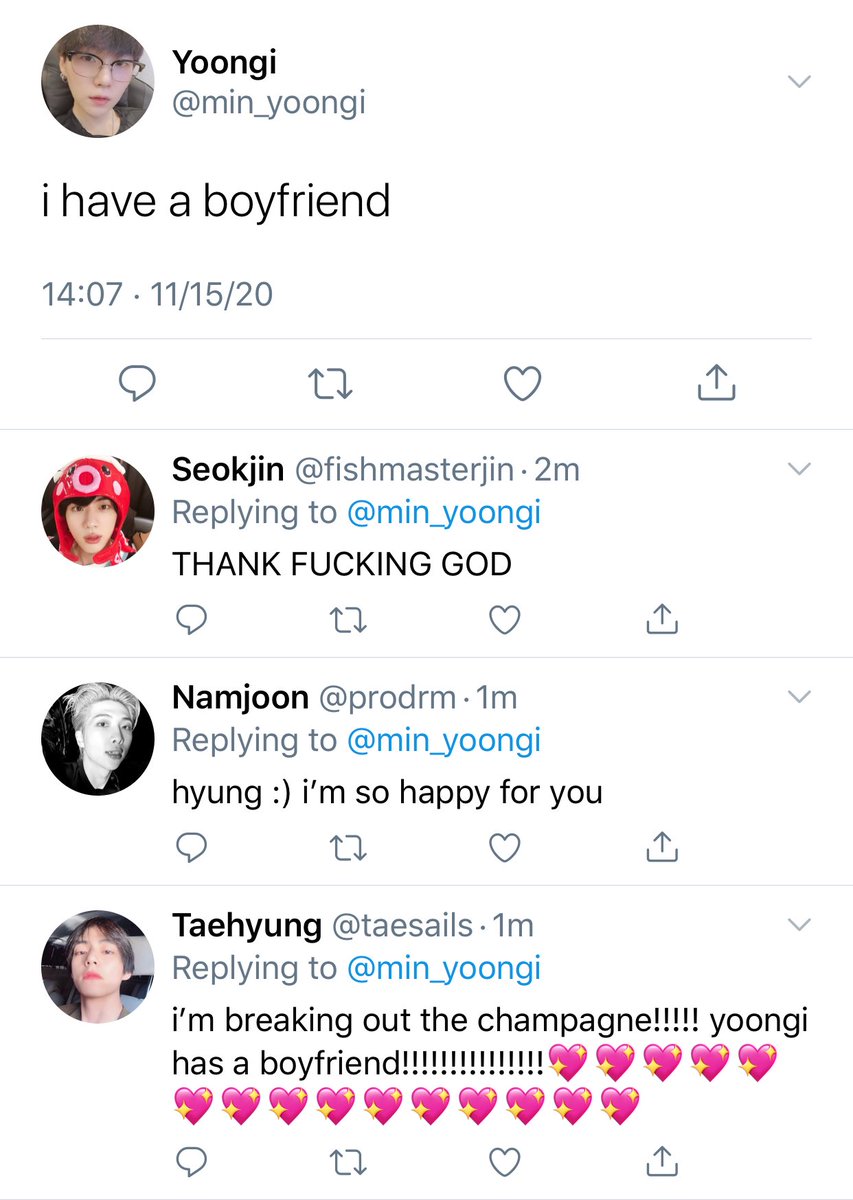 Yoongi
@min_yoongi
i have a boyfriend
14:07 · 11/15/20
Seokjin @fishmasterjin · 2m
Replying to @min_yoongi
THANK FUCKING GOD
Namjoon @prodrm · 1m
Replying to @min_yoongi
hyung :) i’m so happy for you
Taehyung @taesails · 1m
Replying to @min_yoongi
i’m breaking out the champagne!!!!! yoongi
has a boyfriend!!!!!!!!!!!!!!!💖💖💖💖💖
💖💖💖💖💖💖💖💖💖💖